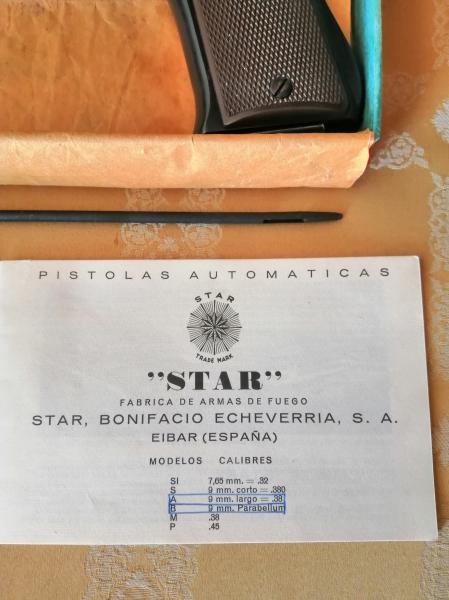 PISTOLAS AUTOMATICAS
STAR
TRADE MARK
"STAR"
FABRICA DE ARMAS DE FUEGO
STAR, BONIFACIO ECHEVERRIA, S. A.
EIBAR (ESPAÑA)
MODELOS CALIBRES
SI 7,65 mm. = .32
S 9 mm. corto = .380
A 9 mm. largo = .38
B 9 mm. Parabellum
M .38
P .45